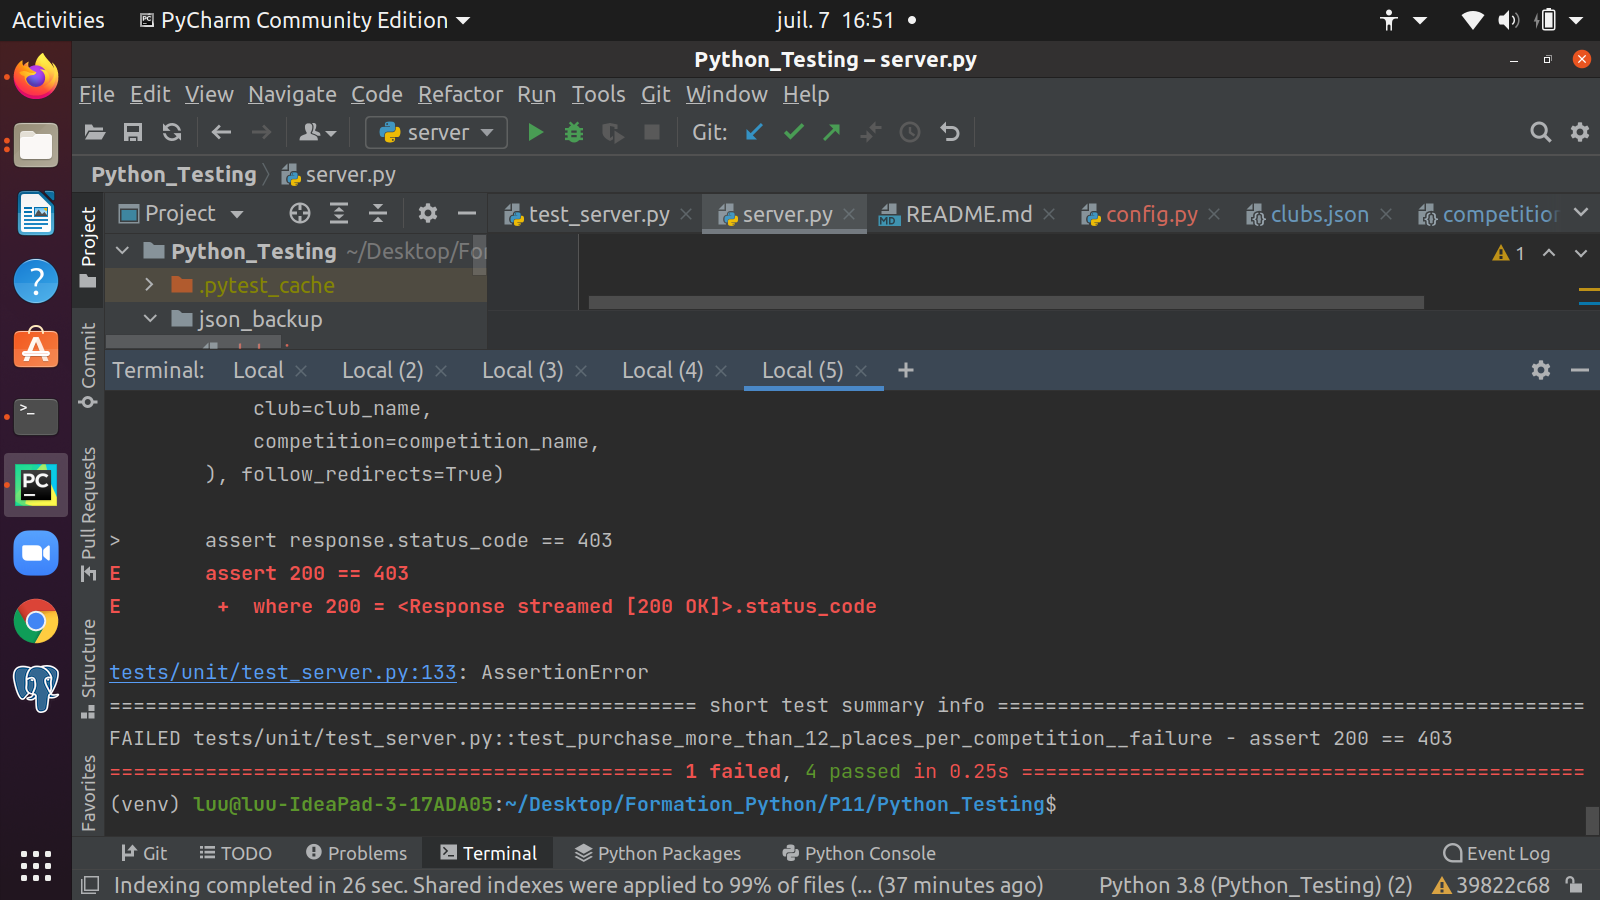 Activities PyCharm Community Edition juil. 7 16:51
Python_Testing – server.py
File Edit View Navigate Code Refactor Run Tools Git Window Help
server Git:
Python_Testing server.py
Project test_server.py server.py README.md config.py clubs.json competition
Python_Testing ~/Desktop/For 1
.pytest_cache
json_backup
Project
Commit
Pull Requests
Structure
Favorites
Terminal: Local Local (2) Local (3) Local (4) Local (5) +
club=club_name,
competition=competition_name,
), follow_redirects=True)
> assert response.status_code == 403
E assert 200 == 403
E + where 200 = <Response streamed [200 OK]>.status_code
tests/unit/test_server.py:133: AssertionError
================================================= short test summary info =================================================
FAILED tests/unit/test_server.py::test_purchase_more_than_12_places_per_competition__failure - assert 200 == 403
=============================================== 1 failed, 4 passed in 0.25s ===============================================
(venv) luu@luu-IdeaPad-3-17ADA05:~/Desktop/Formation_Python/P11/Python_Testing$
Git TODO Problems Terminal Python Packages Python Console Event Log
Indexing completed in 26 sec. Shared indexes were applied to 99% of files (... (37 minutes ago) Python 3.8 (Python_Testing) (2) 39822c68